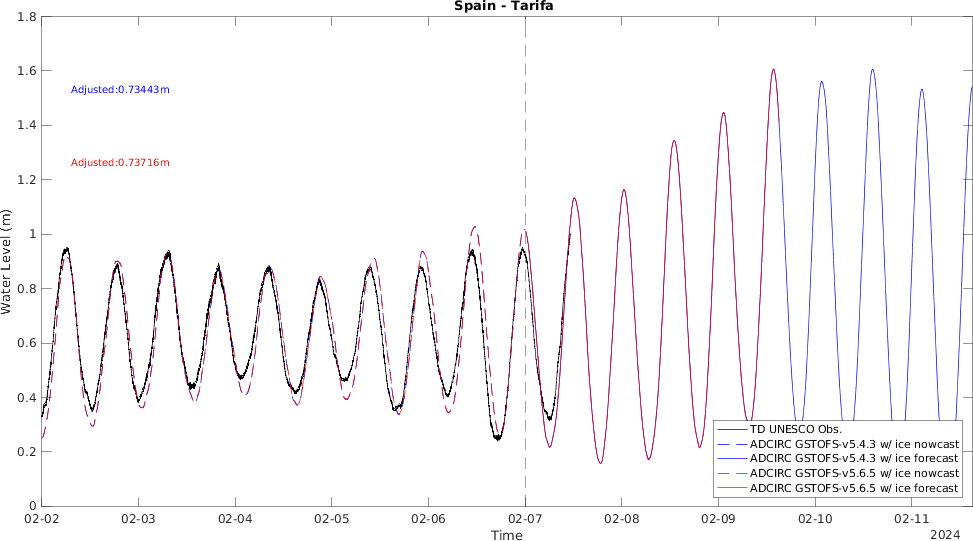 Spain - Tarifa
1.8
1.6
1.4
1.2
1
0.8
0.6
0.4
0.2
0
Water Level (m)
Adjusted:0.73443m
Adjusted:0.73716m
TD UNESCO Obs.
ADCIRC GSTOFS-v5.4.3 w/ ice nowcast
ADCIRC GSTOFS-v5.4.3 w/ ice forecast
ADCIRC GSTOFS-v5.6.5 w/ ice nowcast
ADCIRC GSTOFS-v5.6.5 w/ ice forecast
02-02 02-03 02-04 02-05 02-06 02-07 02-08 02-09 02-10 02-11
Time
2024